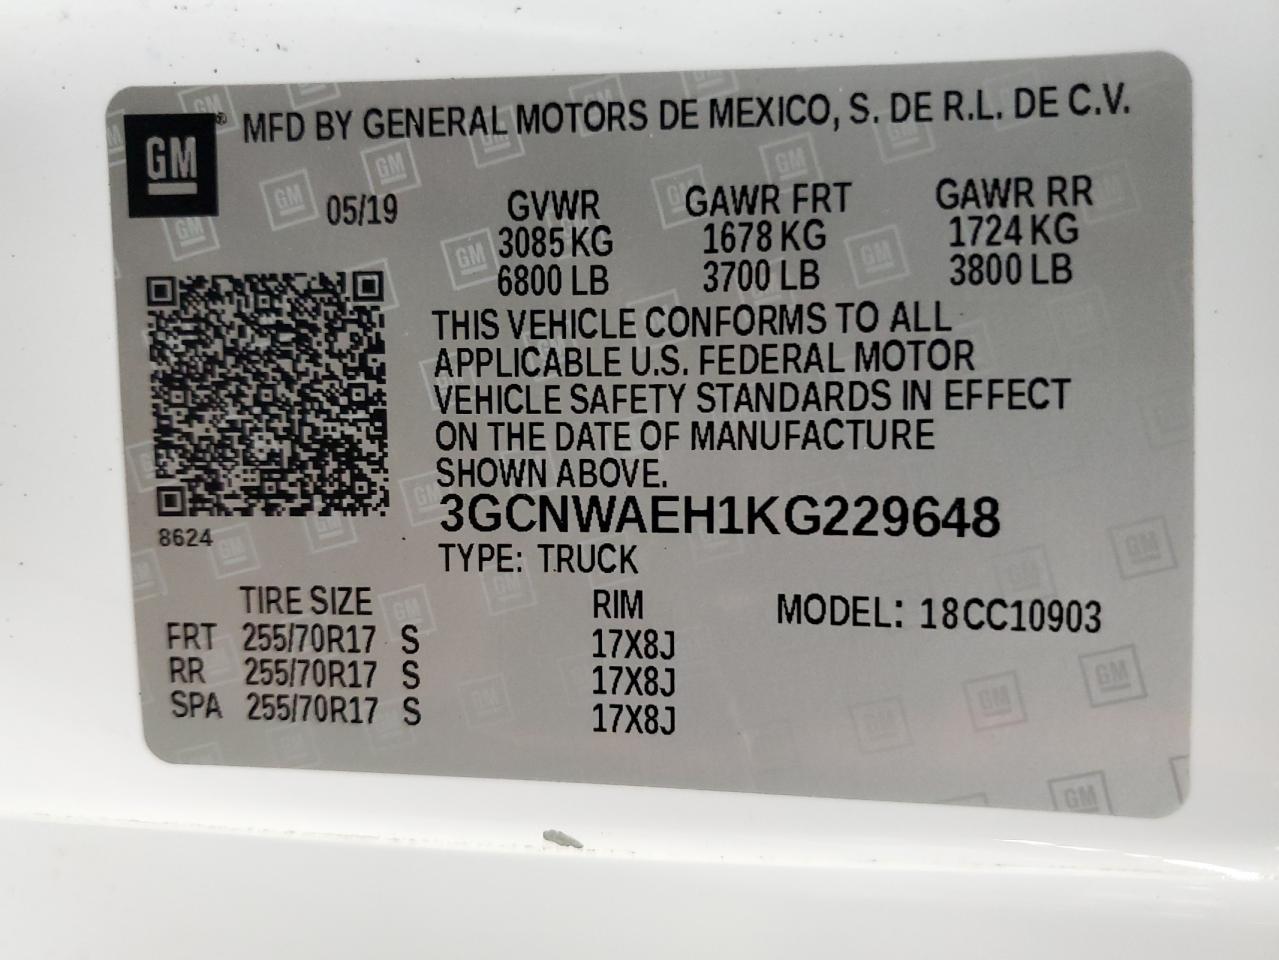 GM® MFD BY GENERAL MOTORS DE MEXICO, S. DE R.L. DE C.V.
05/19 GVWR GAWR FRT GAWR RR
3085 KG 1678 KG 1724 KG
6800 LB 3700 LB 3800 LB
THIS VEHICLE CONFORMS TO ALL
APPLICABLE U.S. FEDERAL MOTOR
VEHICLE SAFETY STANDARDS IN EFFECT
ON THE DATE OF MANUFACTURE
SHOWN ABOVE.
3GCNWAEH1KG229648
8624
TYPE: TRUCK
TIRE SIZE RIM MODEL: 18CC10903
FRT 255/70R17 S 17X8J
RR 255/70R17 S 17X8J
SPA 255/70R17 S 17X8J